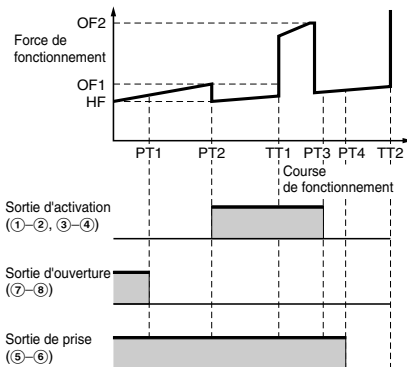 OF2
Force de
fonctionnement
OF1
HF
PT1 PT2 TT1 PT3 PT4 TT2
Course
de fonctionnement
Sortie d'activation
(①–②, ③–④)
Sortie d'ouverture
(⑦–⑧)
Sortie de prise
(⑤–⑥)